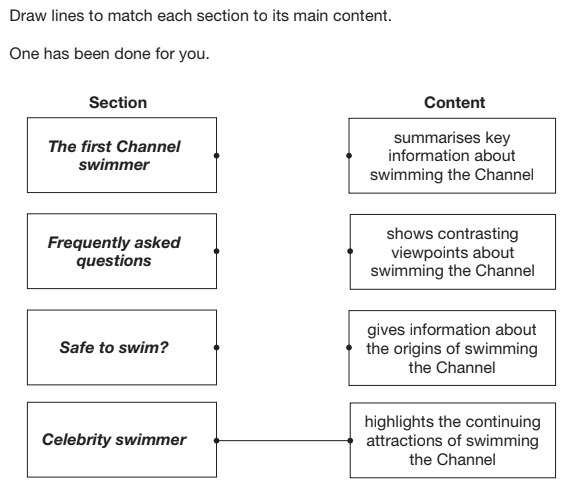 Draw lines to match each section to its main content.
One has been done for you.
Section
Content
The first Channel
swimmer
summarises key
information about
swimming the Channel
Frequently asked
questions
shows contrasting
viewpoints about
swimming the Channel
Safe to swim?
gives information about
the origins of swimming
the Channel
Celebrity swimmer
highlights the continuing
attractions of swimming
the Channel